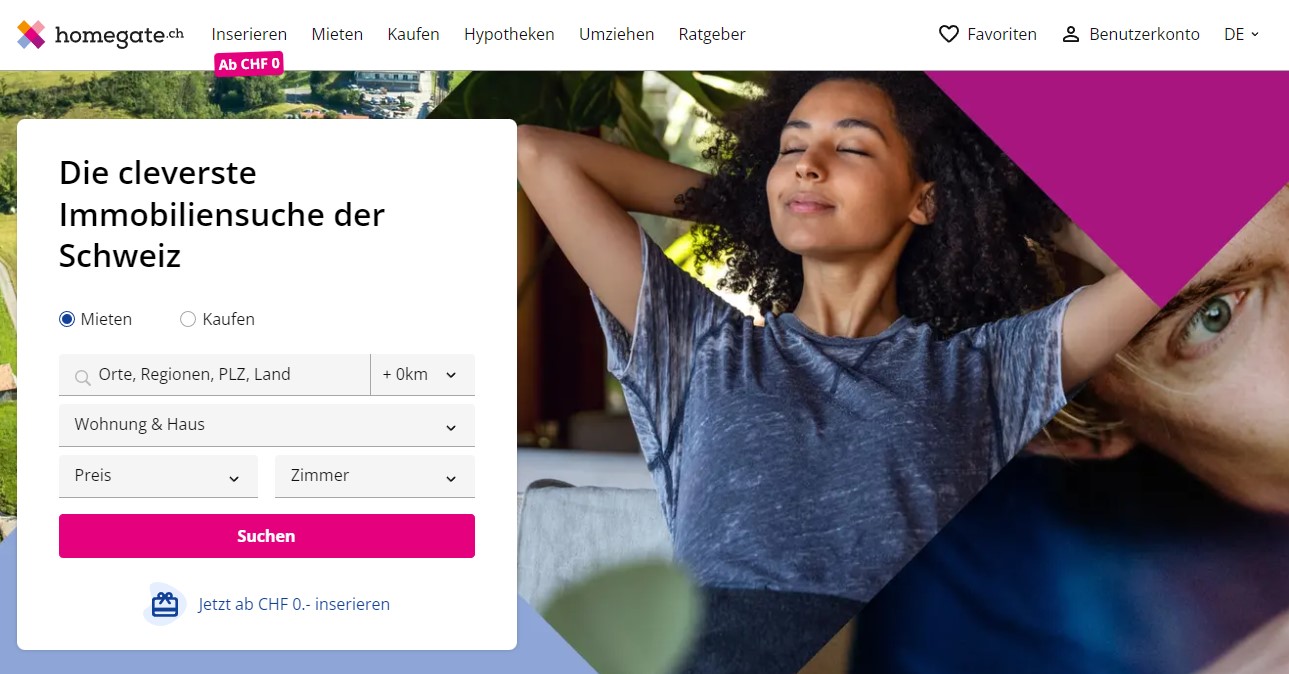 homegate.ch
Inserieren
Mieten
Kaufen
Hypotheken
Umziehen
Ratgeber
Favoriten
Benutzerkonto
DE
Ab CHF 0
Die cleverste
Immobiliensuche der
Schweiz
Mieten
Kaufen
Orte, Regionen, PLZ, Land
+ 0km
Wohnung & Haus
Preis
Zimmer
Suchen
Jetzt ab CHF 0.- inserieren